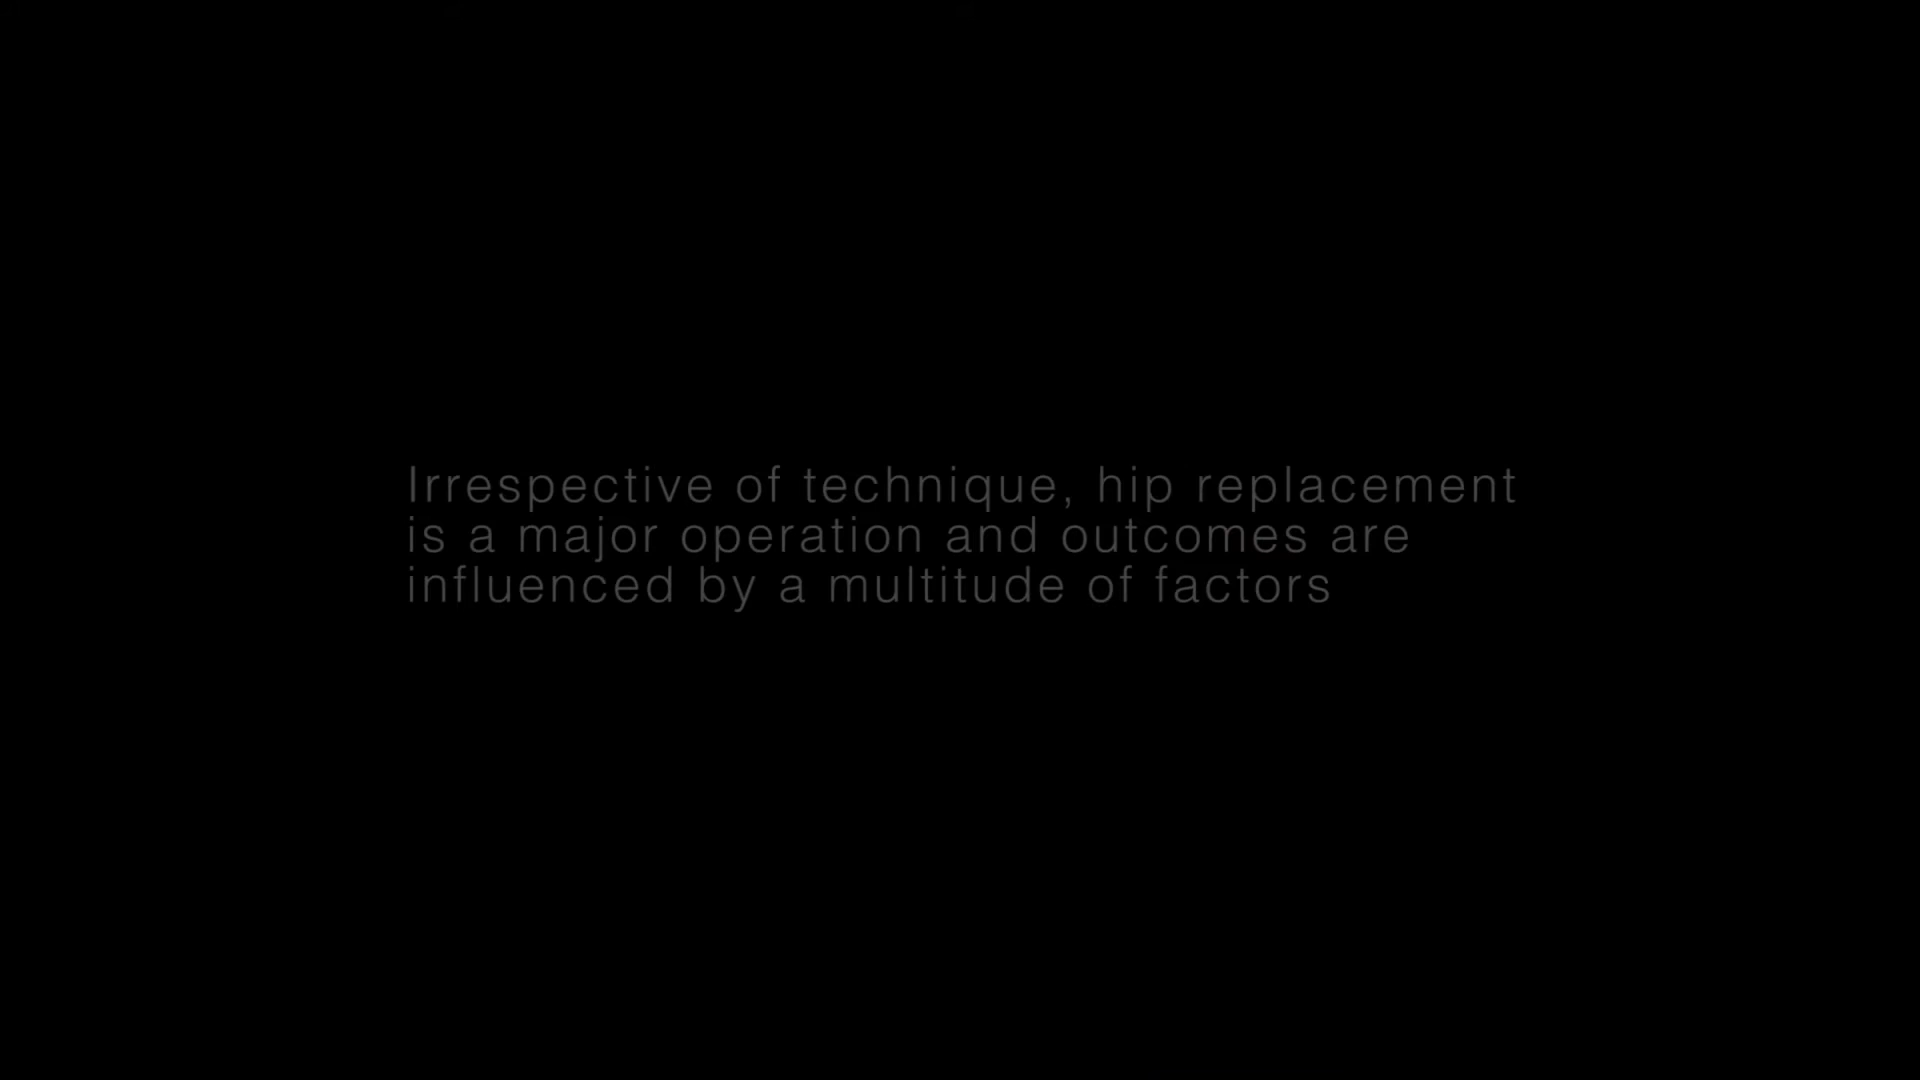 Irrespective of technique, hip replacement
is a major operation and outcomes are
influenced by a multitude of factors